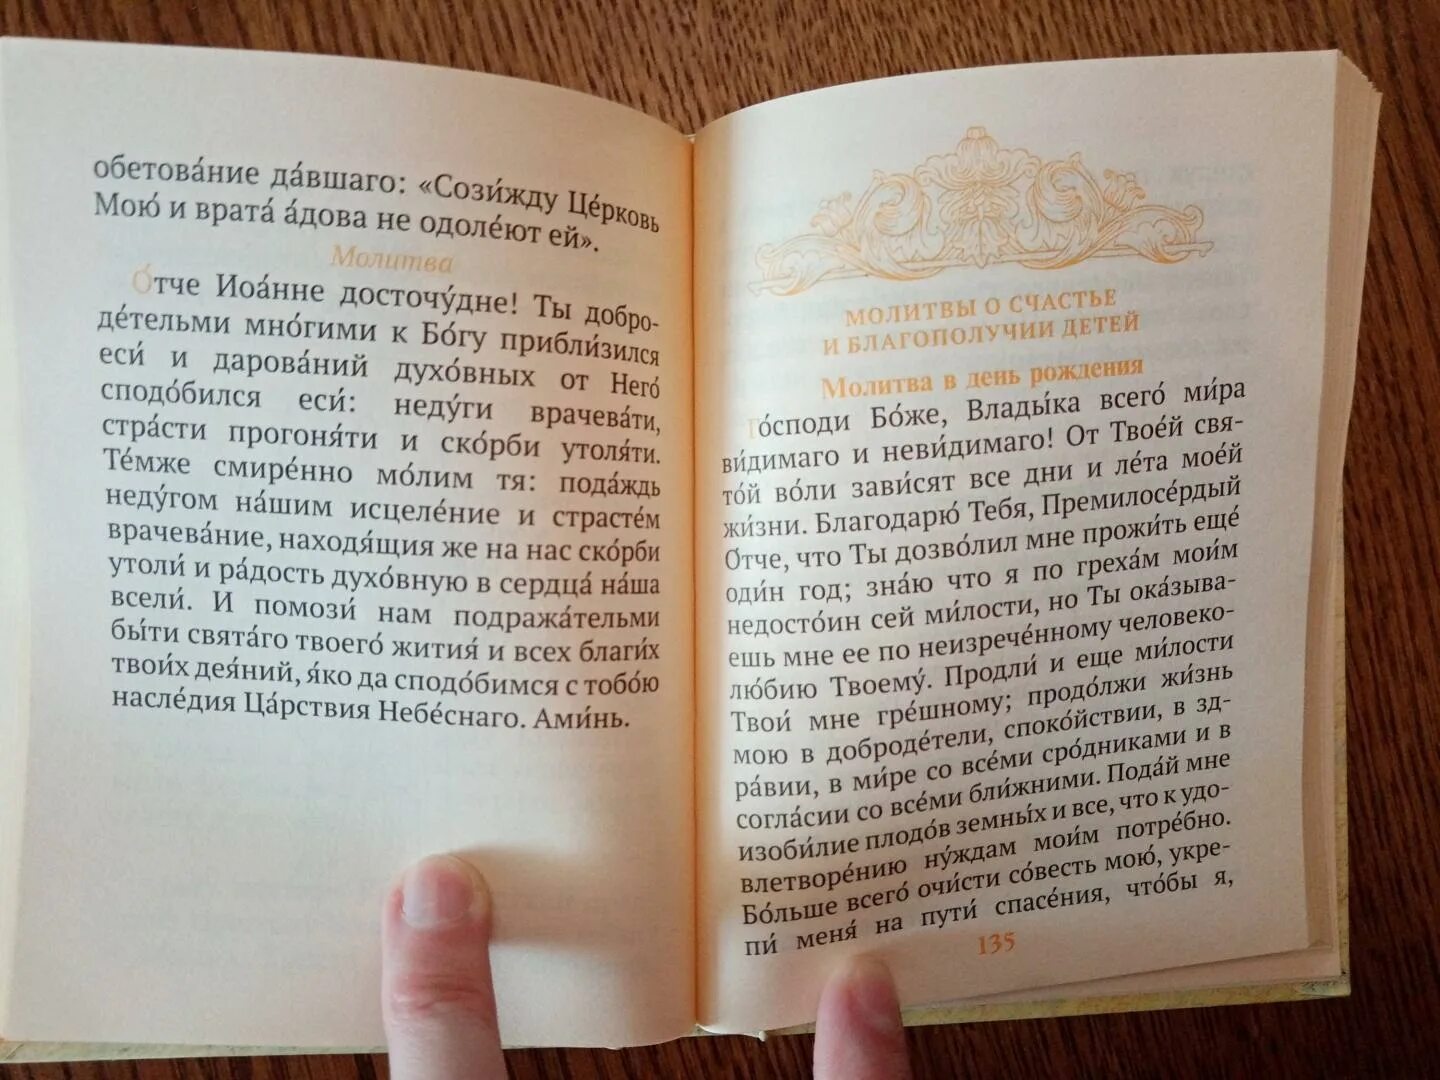 обетова́ние да́вшаго: «Сози́жду Це́рковь
Мою́ и врата́ а́дова не одоле́ют ей».
Молитва
О́тче Иоа́нне досточу́дне! Ты добро-
де́тельми мно́гими к Бо́гу прибли́зился
еси́ и дарова́ний духо́вных от Него́
сподо́бился еси́: неду́ги врачева́ти,
стра́сти прогоня́ти и ско́рби утоля́ти.
Те́мже смире́нно мо́лим тя: пода́ждь
неду́гом на́шим исцеле́ние и страсте́м
врачева́ние, находя́щия же на нас ско́рби
утоли́ и ра́дость духо́вную в сердца́ на́ша
всели́. И помози́ нам подража́тельми
бы́ти свята́го твоего́ жития́ и всех благи́х
твои́х дея́ний, я́ко да сподо́бимся с тобо́ю
насле́дия Ца́рствия Небе́снаго. Ами́нь.
МОЛИТВЫ О СЧАСТЬЕ
И БЛАГОПОЛУЧИИ ДЕТЕЙ
Молитва в день рождения
Го́споди Бо́же, Влады́ка всего́ ми́ра
ви́димаго и неви́димаго! От Твое́й свя-
то́й во́ли зави́сят все дни и ле́та мое́й
жи́зни. Благодарю́ Тебя, Премилосе́рдый
О́тче, что Ты дозво́лил мне прожи́ть ещё
оди́н год; зна́ю что я по греха́м мои́м
недосто́ин сей ми́лости, но Ты ока́зыва-
ешь мне ее по неизрече́нному человеко-
лю́бию Твоему́. Продли́ и еще ми́лости
Твои́ мне гре́шному; продо́лжи жи́знь
мою в доброде́тели, споко́йствии, в зд-
ра́вии, в ми́ре со все́ми сро́дниками и в
согла́сии со все́ми бли́жними. Пода́й мне
изоби́лие плодо́в земны́х и все, что к удо-
влетворе́нию ну́ждам мои́м потре́бно.
Бо́льше всего́ очи́сти со́весть мою́, укре-
пи́ меня́ на пути́ спасе́ния, что́бы я,
135